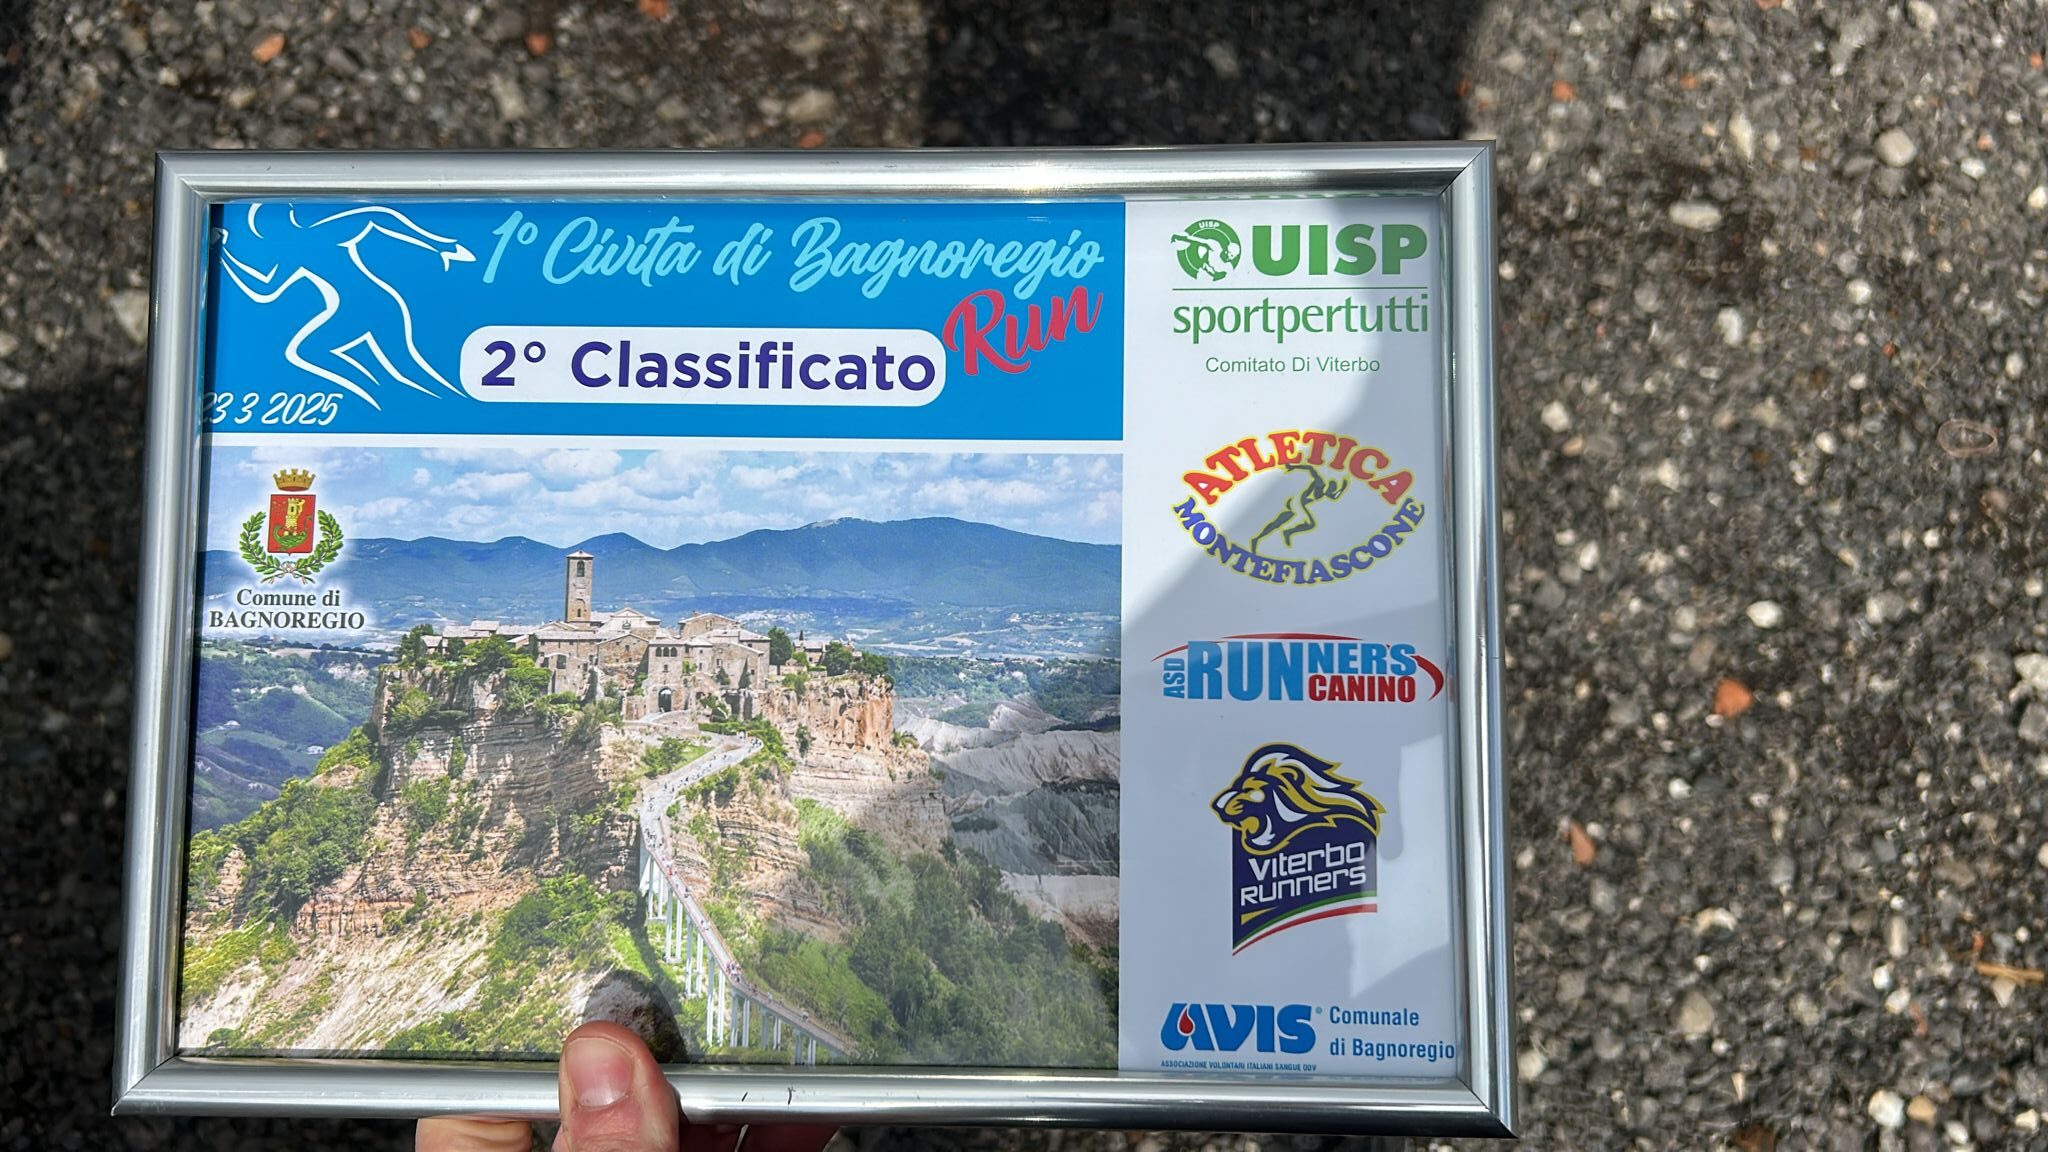 1° Civita di Bagnoregio
Run
2° Classificato
23 3 2025
Comune di
BAGNOREGIO
UISP
UISP
sportpertutti
Comitato Di Viterbo
ATLETICA
MONTEFIASCONE
ASD RUNNERS
CANINO
Viterbo
Runners
AVIS® Comunale
di Bagnoregio
ASSOCIAZIONE VOLONTARI ITALIANI SANGUE ODV